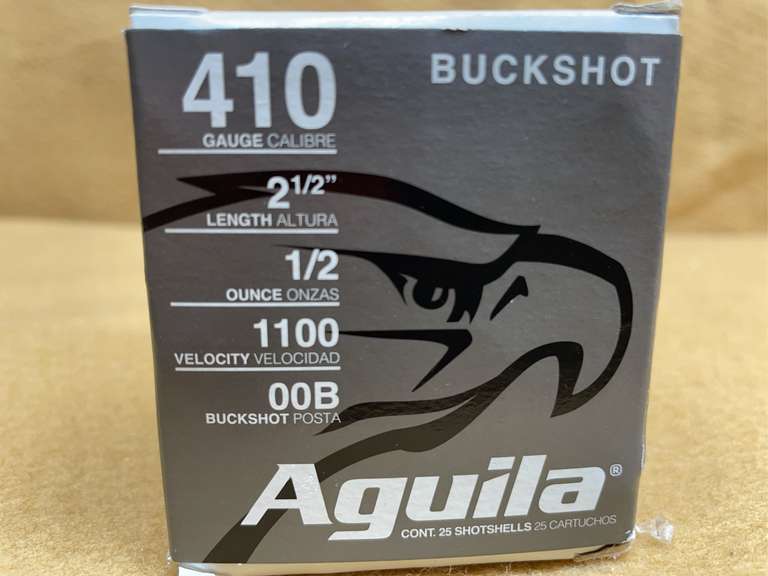 410
BUCKSHOT
GAUGE CALIBRE
2 1/2"
LENGTH ALTURA
1/2
OUNCE ONZAS
1100
VELOCITY VELOCIDAD
00B
BUCKSHOT POSTA
Aguila®
CONT. 25 SHOTSHELLS 25 CARTUCHOS